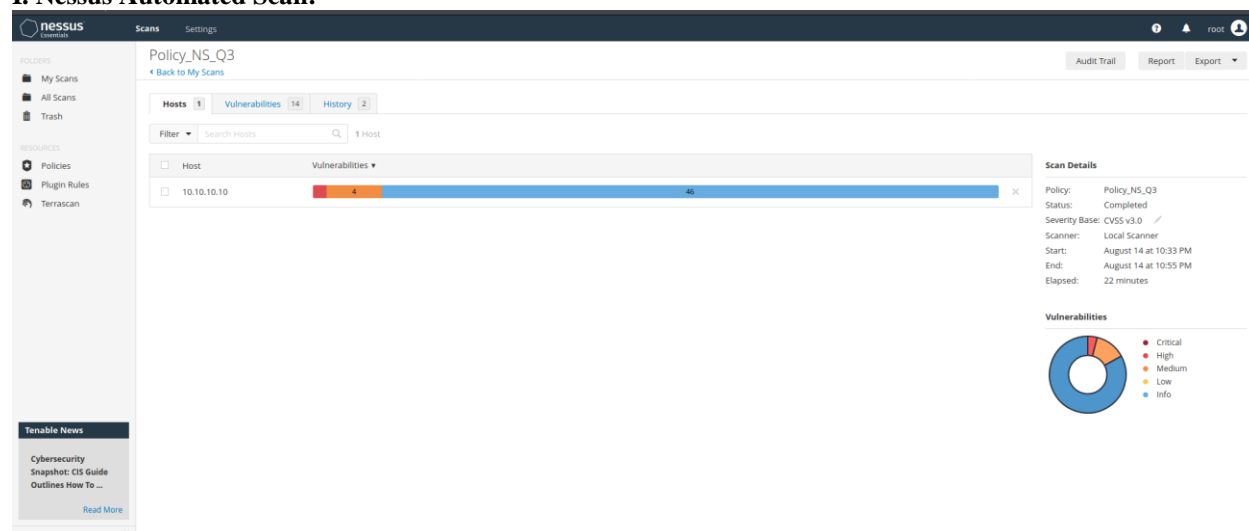 I. Nessus Automated Scan:
nessus
Essentials
Scans Settings
root
FOLDERS
My Scans
All Scans
Trash
RESOURCES
Policies
Plugin Rules
Terrascan
Tenable News
Cybersecurity
Snapshot: CIS Guide
Outlines How To ...
Read More
Policy_NS_Q3
Back to My Scans
Audit Trail Report Export
Hosts 1 Vulnerabilities 14 History 2
Filter Search Hosts 1 Host
Host Vulnerabilities
10.10.10.10 4 46
Scan Details
Policy: Policy_NS_Q3
Status: Completed
Severity Base: CVSS v3.0
Scanner: Local Scanner
Start: August 14 at 10:33 PM
End: August 14 at 10:55 PM
Elapsed: 22 minutes
Vulnerabilities
Critical
High
Medium
Low
Info